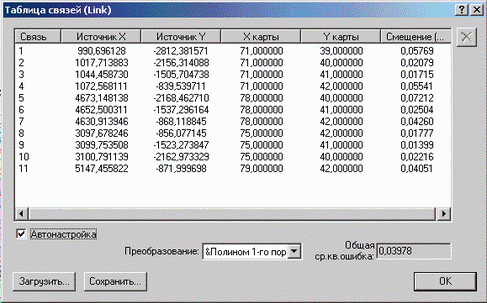 Таблица связей (Link)
Связь Источник X Источник Y X карты Y карты Смещение (...
1 990,696128 -2812,381571 71,000000 39,000000 0,05769
2 1017,713883 -2156,314088 71,000000 40,000000 0,02079
3 1044,458730 -1505,704738 71,000000 41,000000 0,01715
4 1072,568111 -839,539711 71,000000 42,000000 0,05541
5 4673,148138 -2168,462710 78,000000 40,000000 0,07212
6 4652,500311 -1537,296164 78,000000 41,000000 0,02504
7 4630,913946 -868,118845 78,000000 42,000000 0,04260
8 3097,678246 -856,077145 75,000000 42,000000 0,01777
9 3099,753508 -1523,273847 75,000000 41,000000 0,01399
10 3100,791139 -2162,973329 75,000000 40,000000 0,02216
11 5147,455822 -871,999698 79,000000 42,000000 0,04051
Автонастройка
Преобразование: &Полином 1-го пор Общая
ср.кв.ошибка: 0,03978
Загрузить... Сохранить... OK